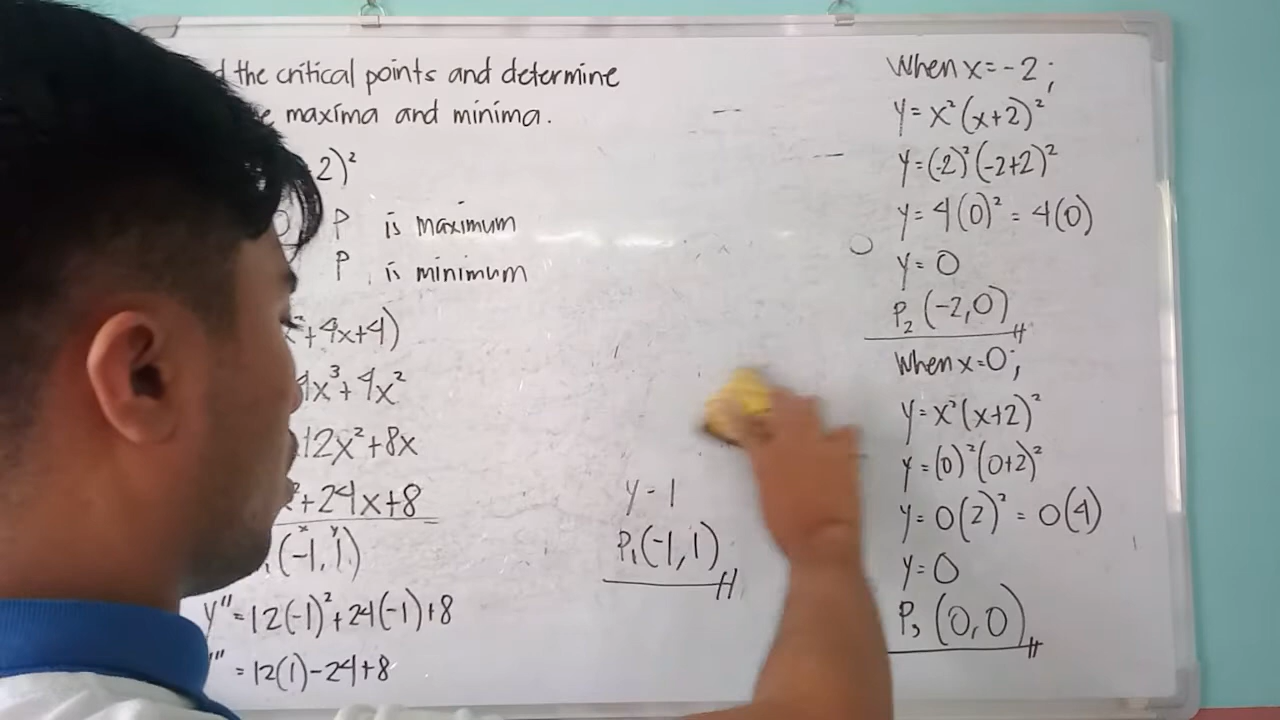 the critical points and determine
maxima and minima.
2)²
P is maximum
P is minimum
+4x+4)
4x³+4x²
12x²+8x
+24x+8
(-1,1)
x y
y"=12(-1)²+24(-1)+8
"=12(1)-24+8
y=1
P₁(-1,1)
When x=-2;
y=x²(x+2)²
y=(-2)²(-2+2)²
y=4(0)²=4(0)
y=0
P₂(-2,0)
When x=0;
y=x²(x+2)²
y=(0)²(0+2)²
y=0(2)²=0(4)
y=0
P₃(0,0)